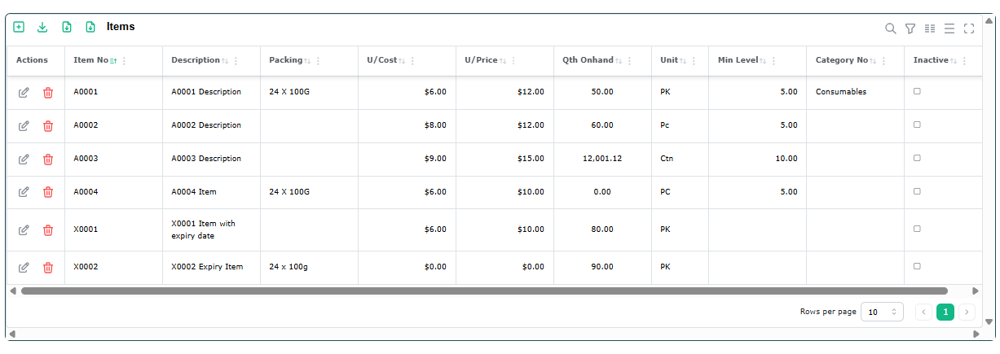 Items
Actions Item No Description Packing U/Cost U/Price Qth Onhand Unit Min Level Category No Inactive
A0001 A0001 Description 24 X 100G $6.00 $12.00 50.00 PK 5.00 Consumables
A0002 A0002 Description $8.00 $12.00 60.00 Pc 5.00
A0003 A0003 Description $9.00 $15.00 12,001.12 Ctn 10.00
A0004 A0004 Item 24 X 100G $6.00 $10.00 0.00 PC 5.00
X0001 X0001 Item with expiry date $6.00 $10.00 80.00 PK
X0002 X0002 Expiry Item 24 x 100g $0.00 $0.00 90.00 PK
Rows per page 10 1